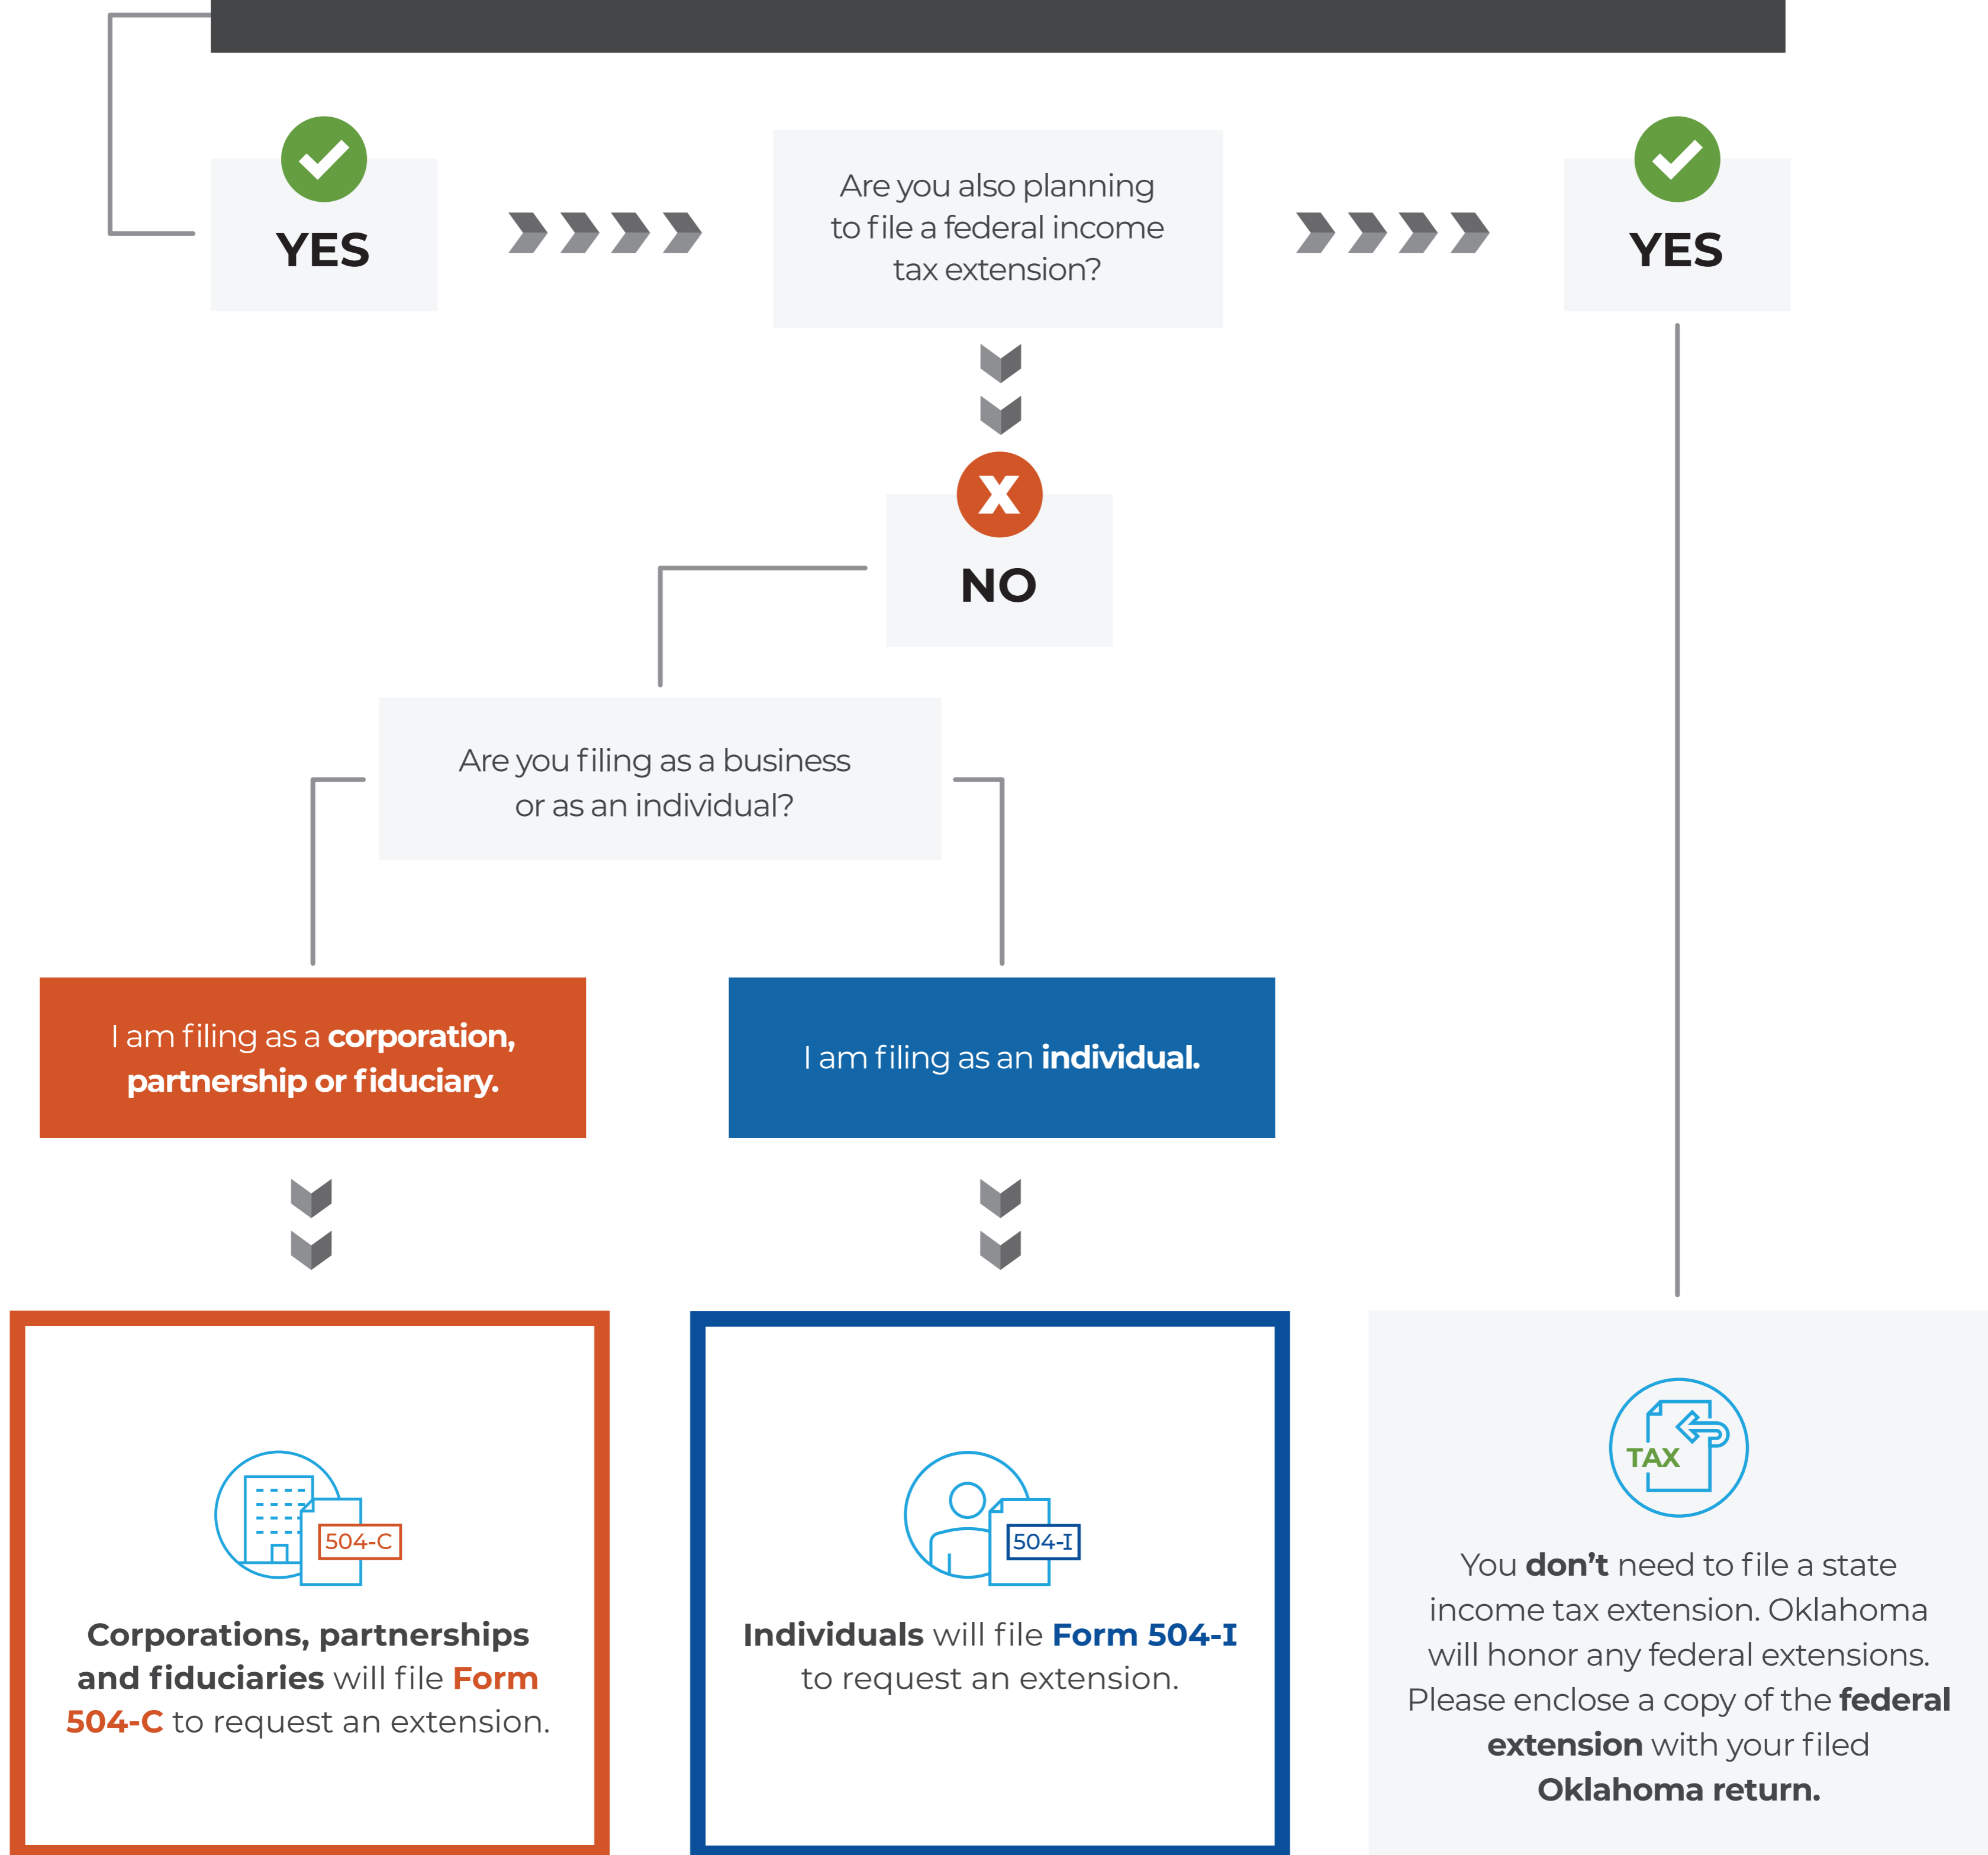 YES
Are you also planning
to file a federal income
tax extension?
YES
X
NO
Are you filing as a business
or as an individual?
I am filing as a corporation,
partnership or fiduciary.
I am filing as an individual.
504-C
Corporations, partnerships
and fiduciaries will file Form
504-C to request an extension.
504-I
Individuals will file Form 504-I
to request an extension.
TAX
You don’t need to file a state
income tax extension. Oklahoma
will honor any federal extensions.
Please enclose a copy of the federal
extension with your filed
Oklahoma return.